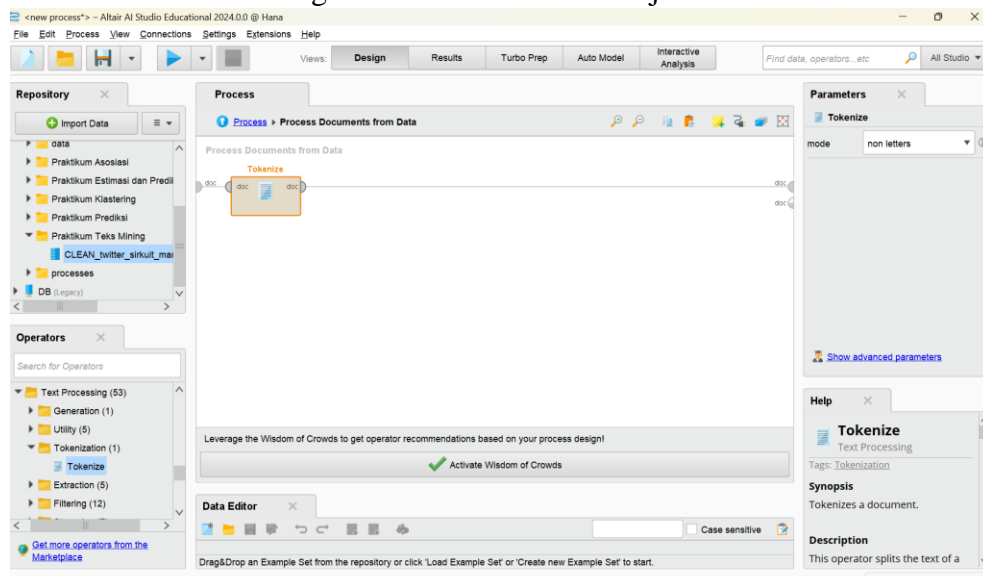 <new process*> – Altair AI Studio Educational 2024.0.0 @ Hana
File Edit Process View Connections Settings Extensions Help
Views: Design Results Turbo Prep Auto Model Interactive Analysis
Find data, operators...etc
All Studio
Repository
Import Data
data
Praktikum Asosiasi
Praktikum Estimasi dan Predil
Praktikum Klastering
Praktikum Prediksi
Praktikum Teks Mining
CLEAN_twitter_sirkuit_mai
processes
DB (Legacy)
Operators
Search for Operators
Text Processing (53)
Generation (1)
Utility (5)
Tokenization (1)
Tokenize
Extraction (5)
Filtering (12)
Get more operators from the
Marketplace
Process
Process Process Documents from Data
Process Documents from Data
Tokenize
doc doc doc doc
doc
Leverage the Wisdom of Crowds to get operator recommendations based on your process design!
Activate Wisdom of Crowds
Data Editor
Case sensitive
Drag&Drop an Example Set from the repository or click 'Load Example Set' or 'Create new Example Set' to start.
Parameters
Tokenize
mode non letters
Show advanced parameters
Help
Tokenize
Text Processing
Tags: Tokenization
Synopsis
Tokenizes a document.
Description
This operator splits the text of a